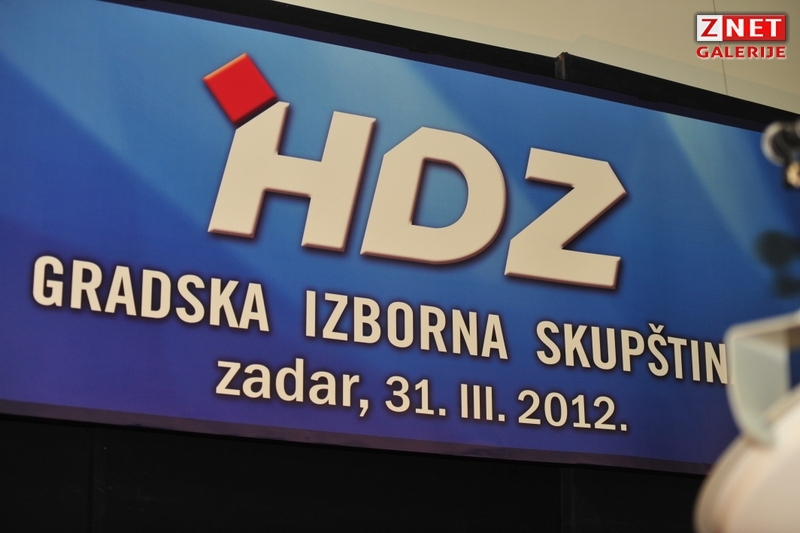 ZNET
GALERIJE
HDZ
GRADSKA IZBORNA SKUPŠTIN
zadar, 31. III. 2012.